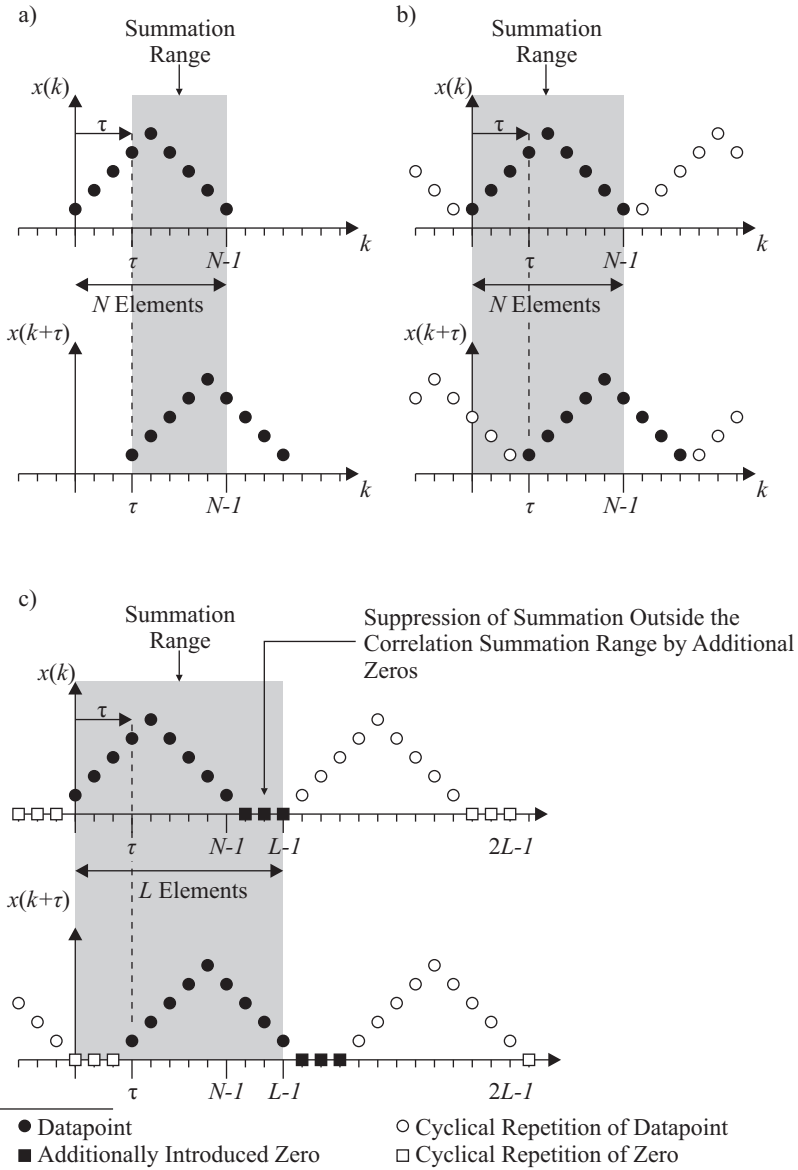 a)
Summation
Range
x(k)
τ
τ
N-1
k
N Elements
x(k+τ)
τ
N-1
k
b)
Summation
Range
x(k)
τ
τ
N-1
k
N Elements
x(k+τ)
τ
N-1
k
c)
Summation
Range
Suppression of Summation Outside the
Correlation Summation Range by Additional
Zeros
x(k)
τ
τ
N-1
L-1
2L-1
L Elements
x(k+τ)
τ
N-1
L-1
2L-1
Datapoint
Cyclical Repetition of Datapoint
Additionally Introduced Zero
Cyclical Repetition of Zero